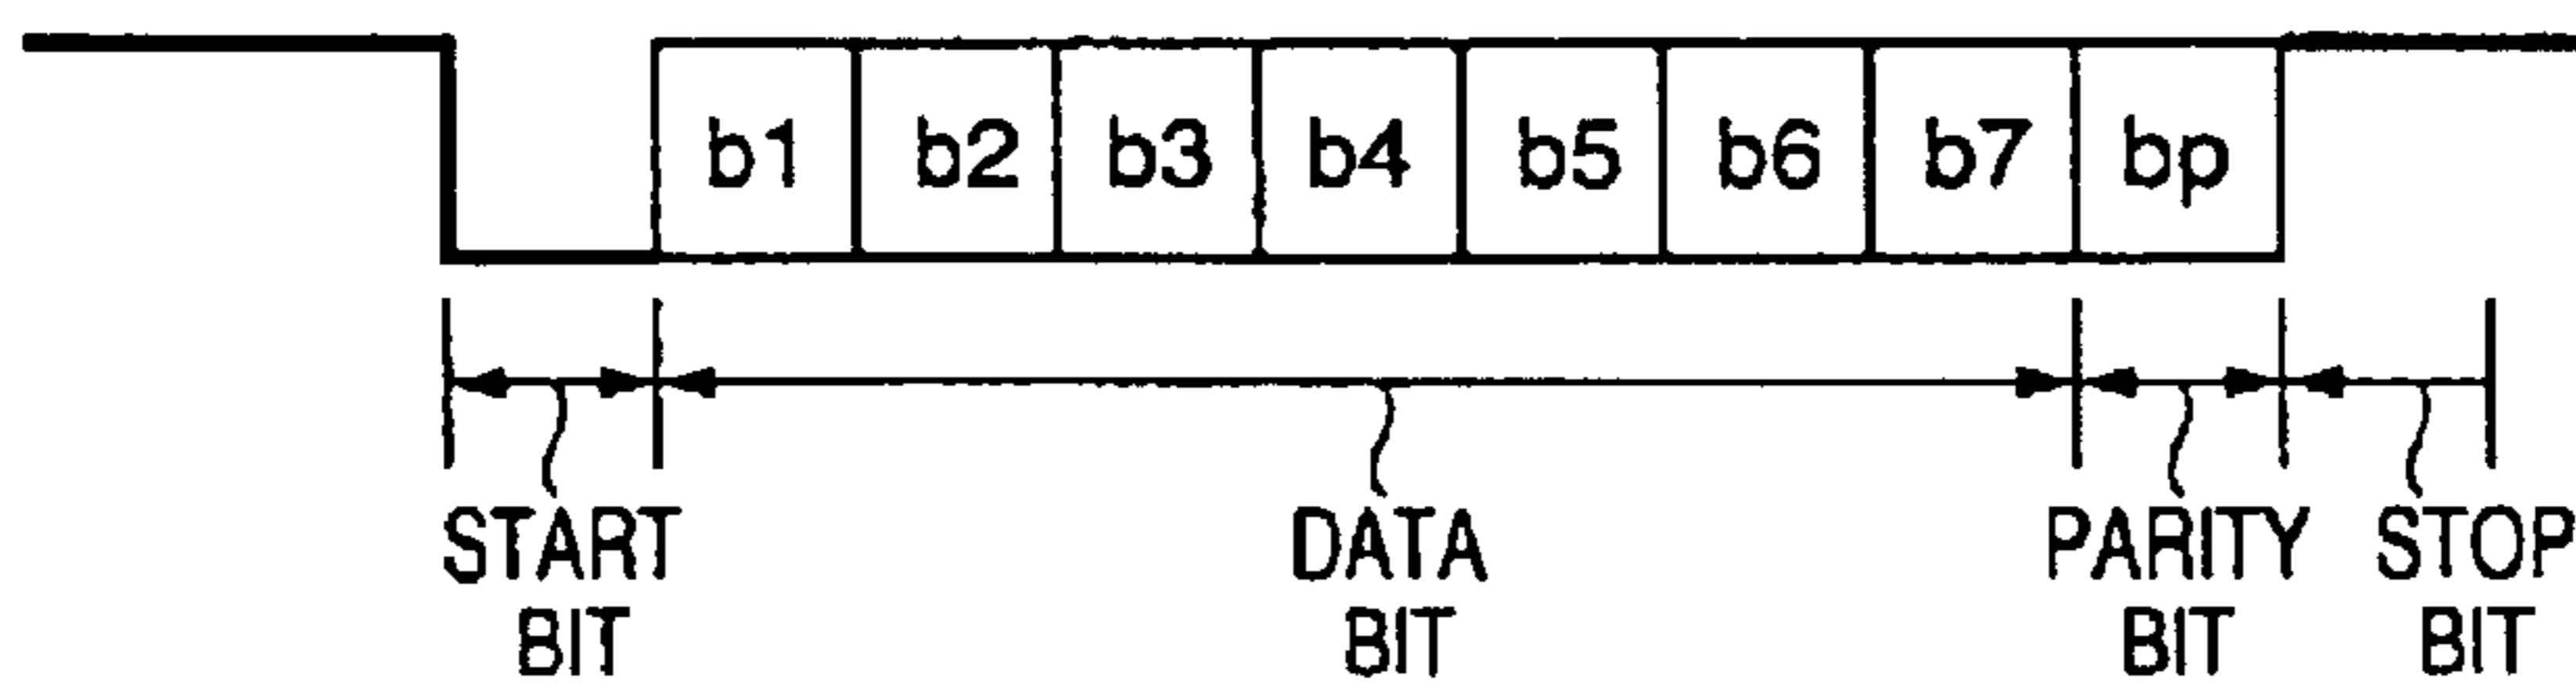 b1 b2 b3 b4 b5 b6 b7 bp
START BIT
DATA BIT
PARITY BIT
STOP BIT